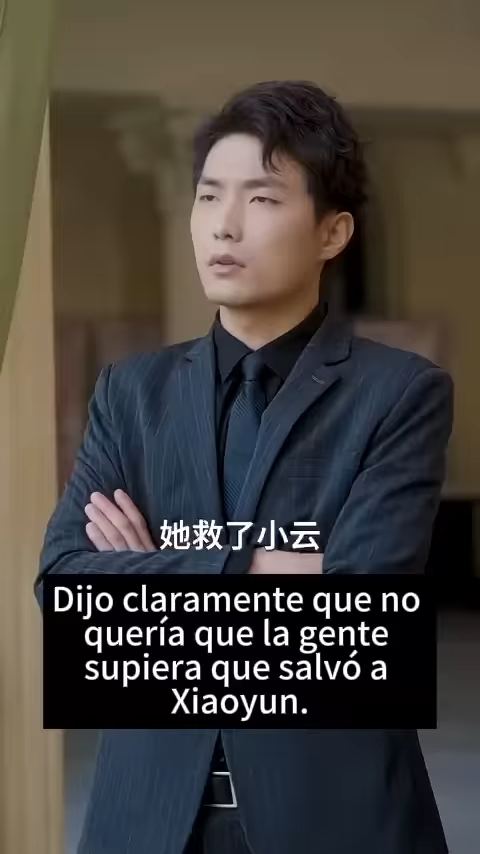 她救了小云
Dijo claramente que no
quería que la gente
supiera que salvó a
Xiaoyun.